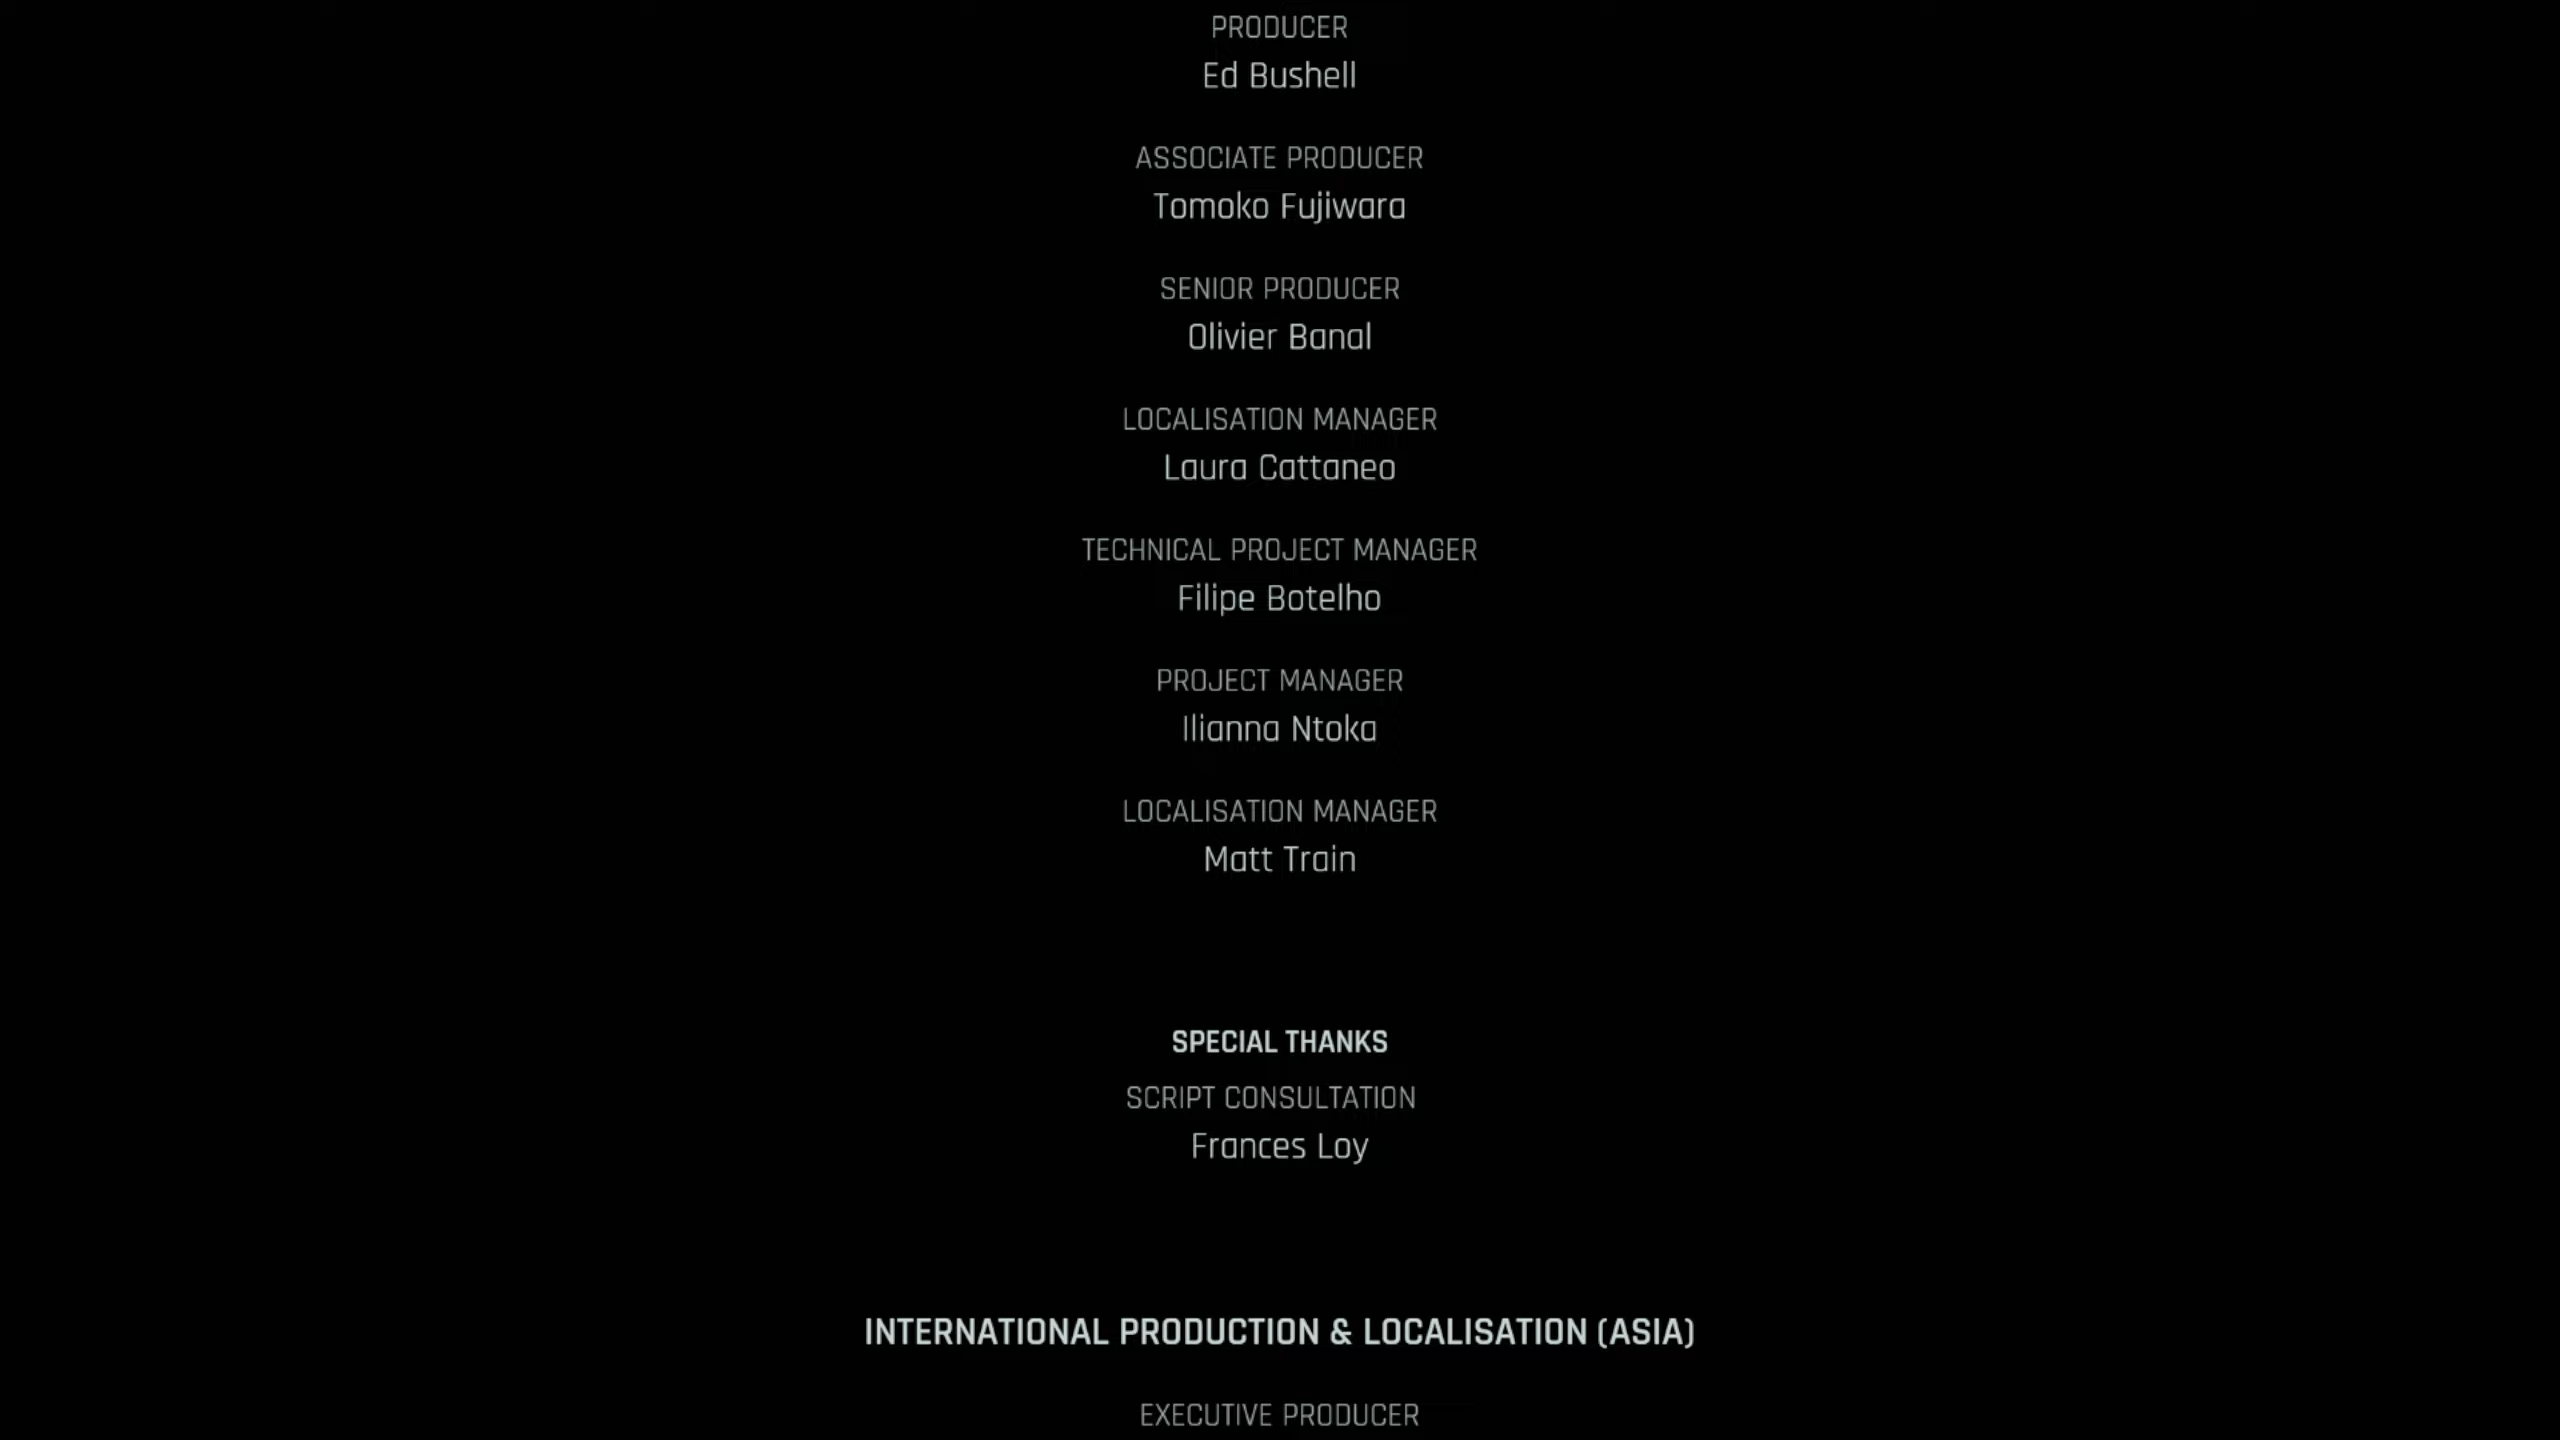 PRODUCER
Ed Bushell
ASSOCIATE PRODUCER
Tomoko Fujiwara
SENIOR PRODUCER
Olivier Banal
LOCALISATION MANAGER
Laura Cattaneo
TECHNICAL PROJECT MANAGER
Filipe Botelho
PROJECT MANAGER
Ilianna Ntoka
LOCALISATION MANAGER
Matt Train
SPECIAL THANKS
SCRIPT CONSULTATION
Frances Loy
INTERNATIONAL PRODUCTION & LOCALISATION (ASIA)
EXECUTIVE PRODUCER